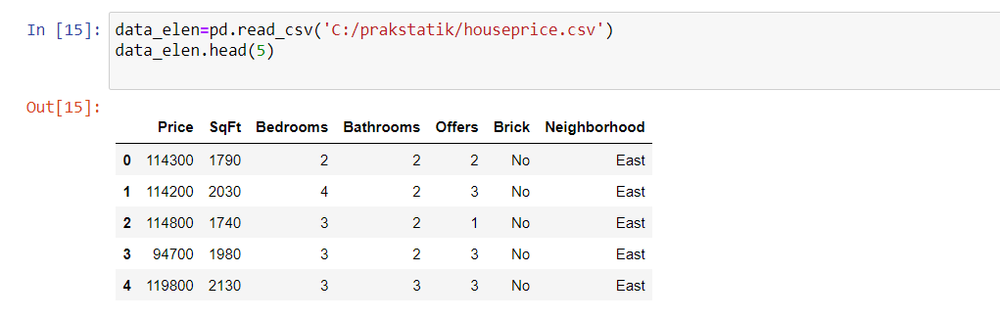 In [15]: data_elen=pd.read_csv('C:/prakstatik/houseprice.csv')
data_elen.head(5)
Out[15]:
Price SqFt Bedrooms Bathrooms Offers Brick Neighborhood
0 114300 1790 2 2 2 No East
1 114200 2030 4 2 3 No East
2 114800 1740 3 2 1 No East
3 94700 1980 3 2 3 No East
4 119800 2130 3 3 3 No East